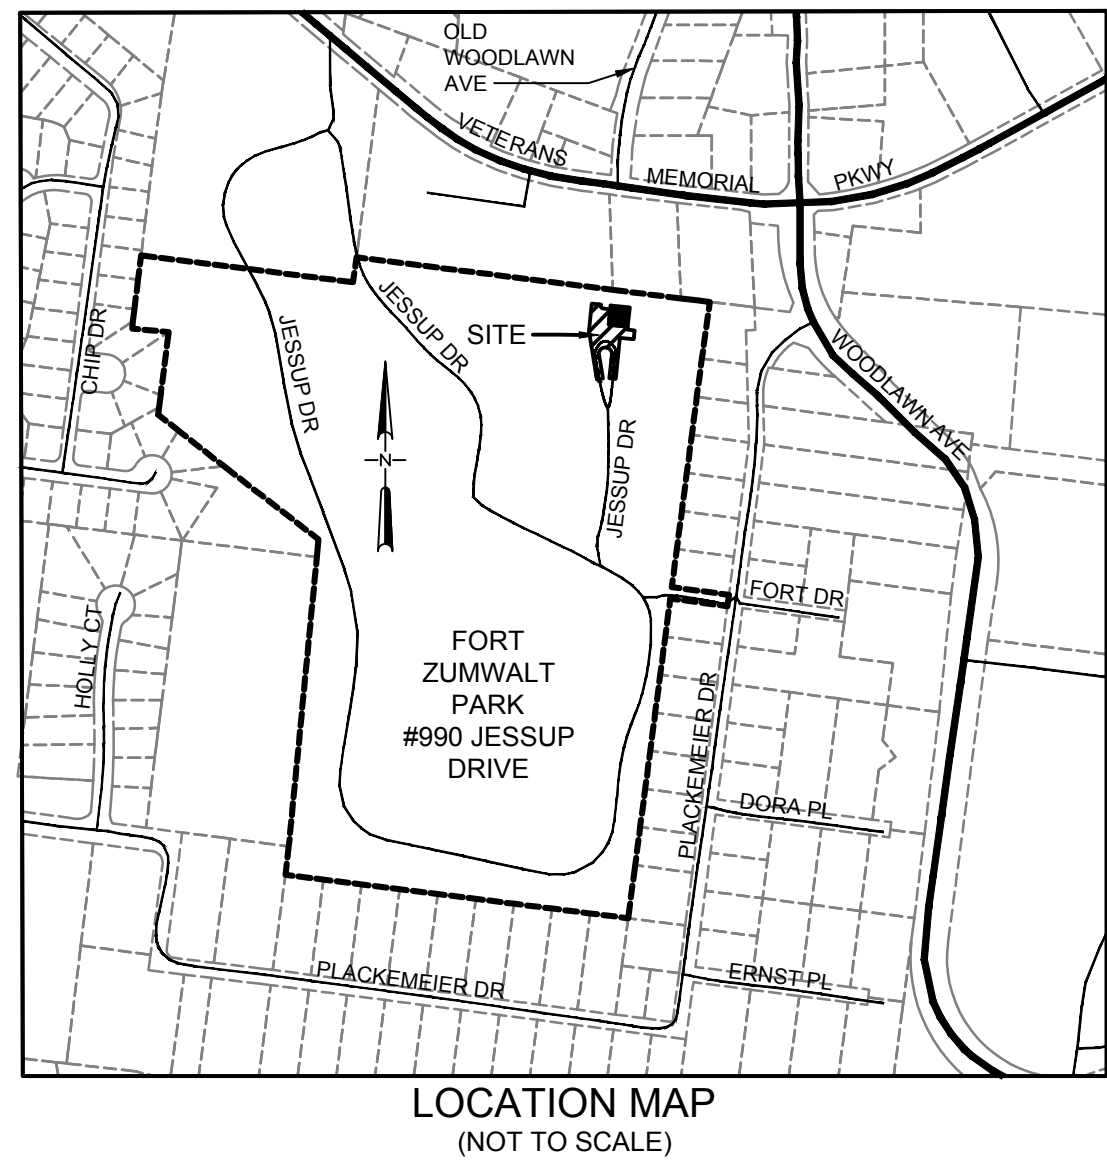 OLD
WOODLAWN
AVE
VETERANS
MEMORIAL
PKWY
JESSUP DR
JESSUP DR
SITE
CHIP DR
WOODLAWN AVE
N
JESSUP DR
FORT DR
HOLLY CT
FORT
ZUMWALT
PARK
#990 JESSUP
DRIVE
PLACKEMEIER DR
DORA PL
PLACKEMEIER DR
ERNST PL
LOCATION MAP
(NOT TO SCALE)